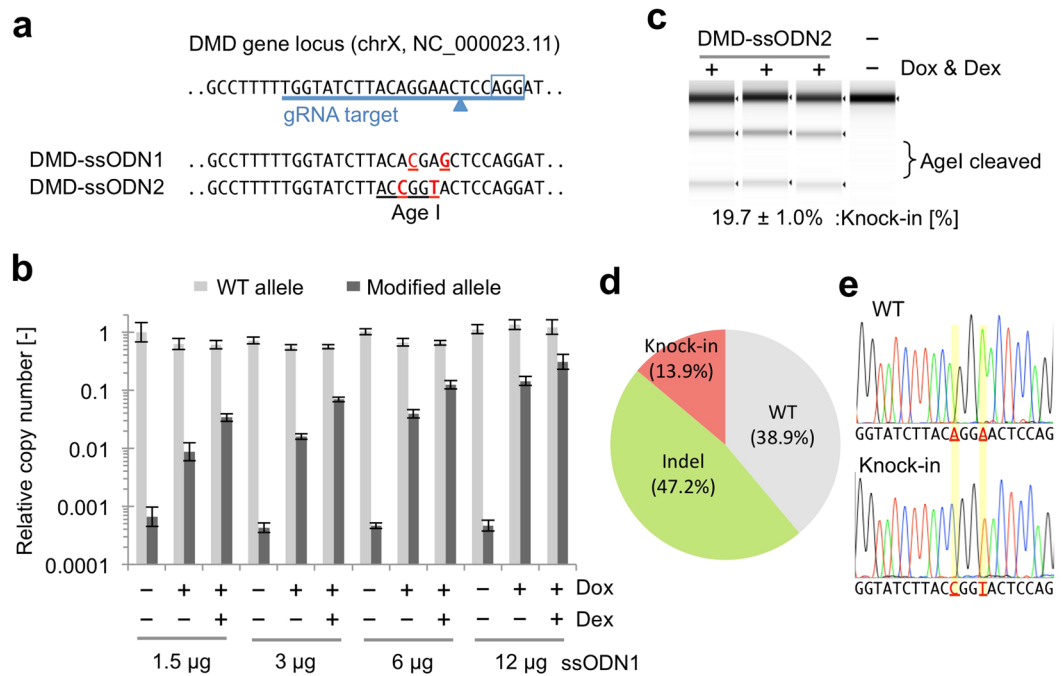 a
DMD gene locus (chrX, NC_000023.11)
..GCCTTTTTTGGTATCTTACAGGAACTCCAGGAT..
gRNA target
DMD-ssODN1 ..GCCTTTTTTGGTATCTTACACGAGCTCCAGGAT..
DMD-ssODN2 ..GCCTTTTTTGGTATCTTACCGGTACTCCAGGAT..
Age I
b
WT allele Modified allele
Relative copy number [-]
1
0.1
0.01
0.001
0.0001
− + + − + + − + + − + + Dox
− − + − − + − − + − − + Dex
1.5 µg 3 µg 6 µg 12 µg ssODN1
c
DMD-ssODN2 −
+ + + − Dox & Dex
AgeI cleaved
19.7 ± 1.0% :Knock-in [%]
d
Knock-in
(13.9%)
WT
(38.9%)
Indel
(47.2%)
e
WT
GGTATCTTACAGGAACTCCAG
Knock-in
GGTATCTTACCGGTACTCCAG